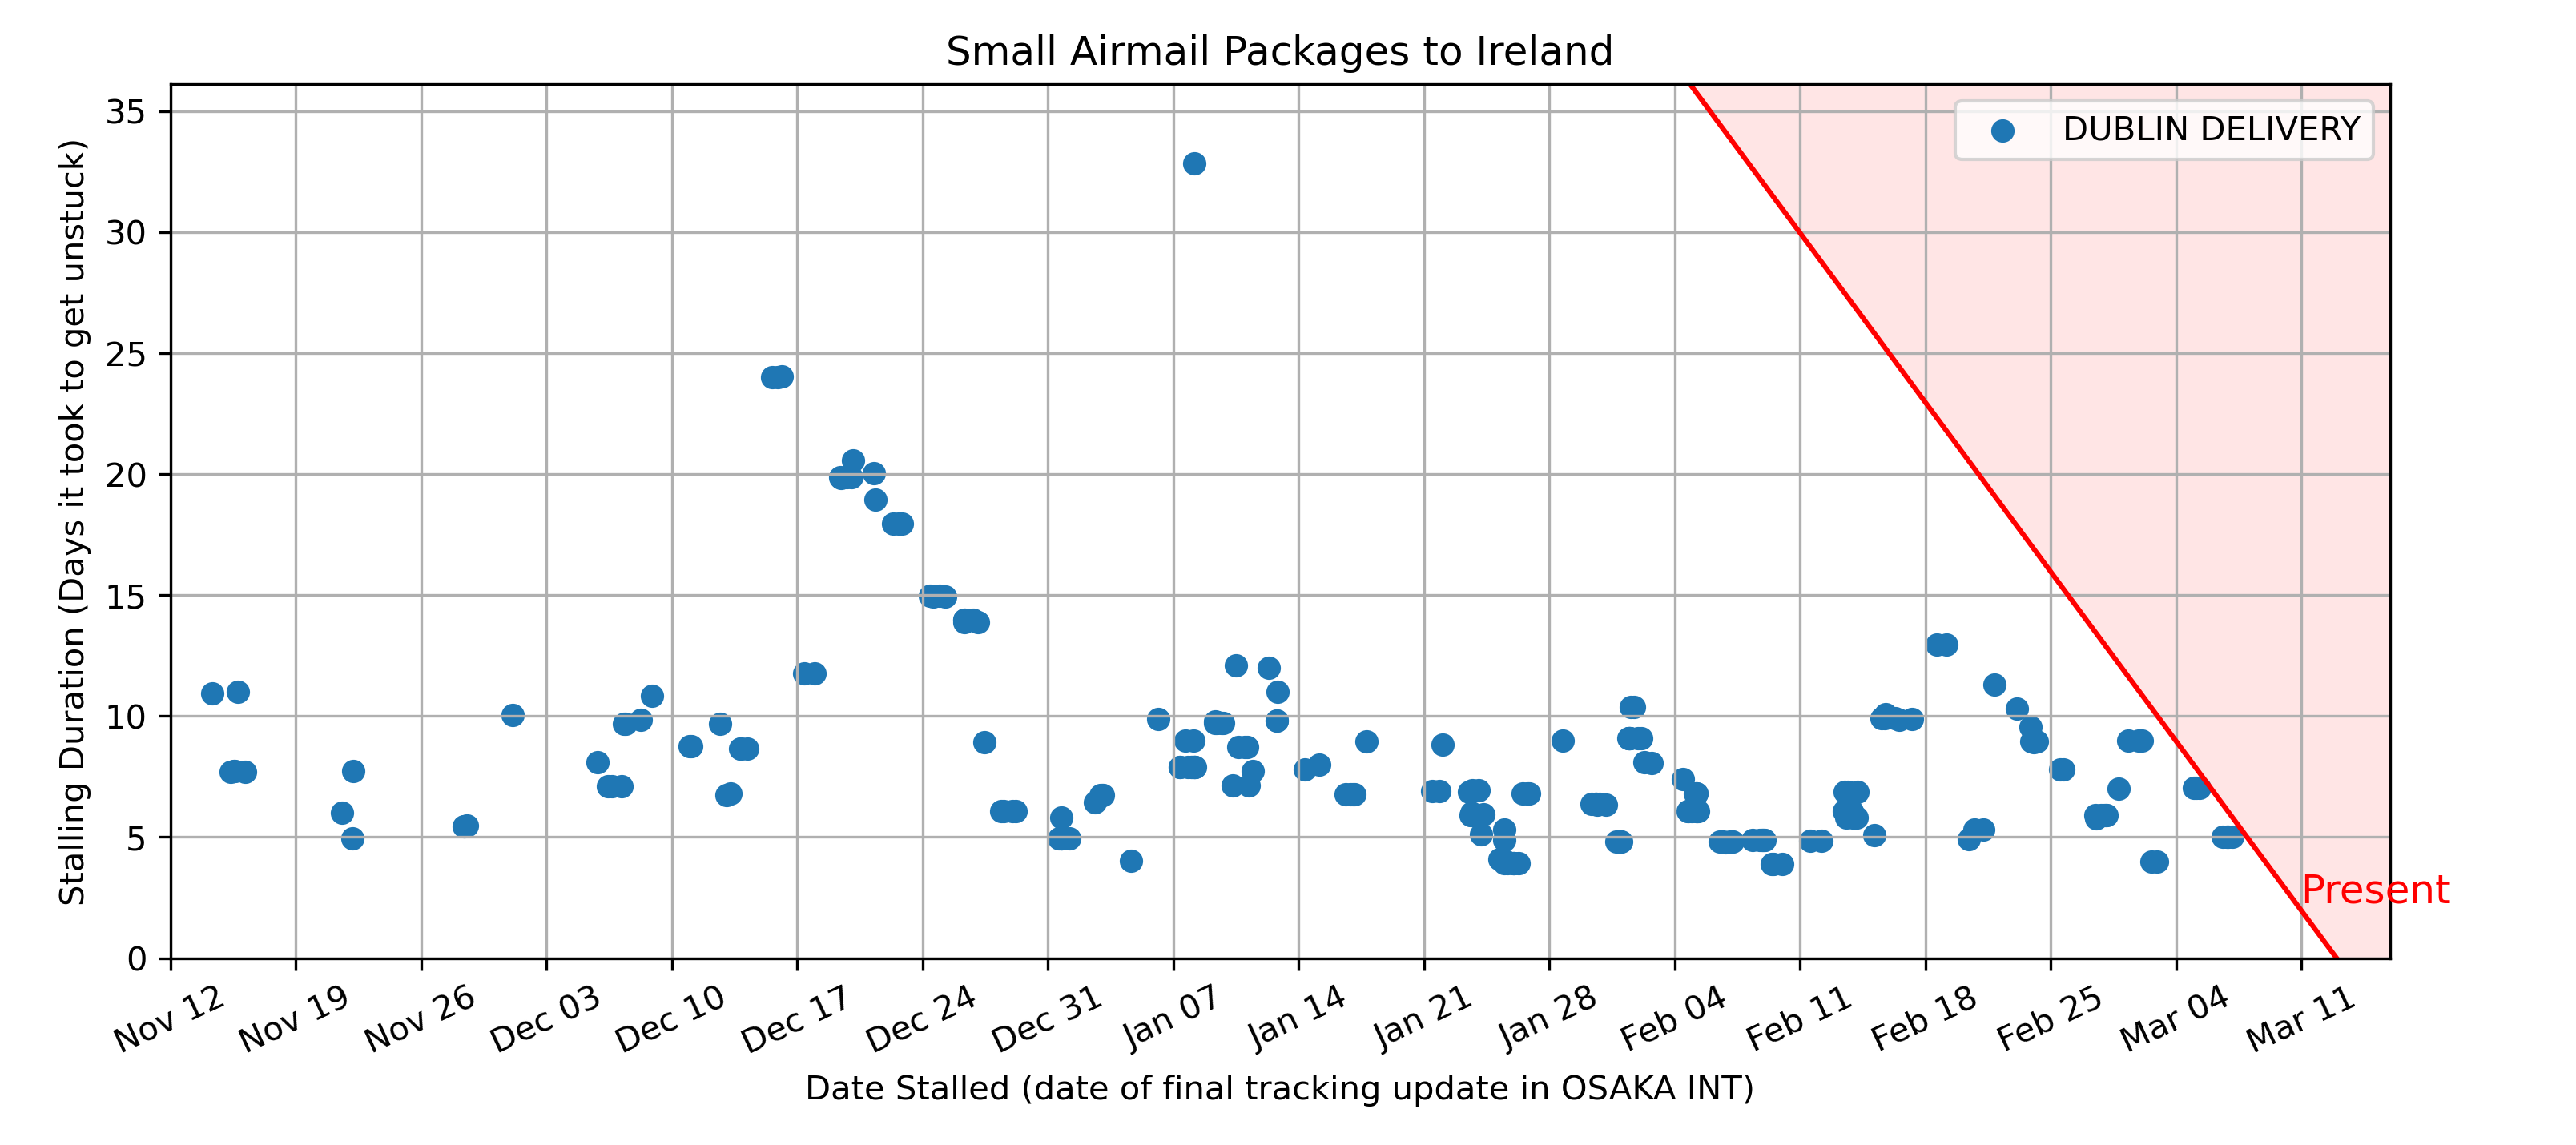 Small Airmail Packages to Ireland
DUBLIN DELIVERY
Stalling Duration (Days it took to get unstuck)
35
30
25
20
15
10
5
0
Present
Nov 12 Nov 19 Nov 26 Dec 03 Dec 10 Dec 17 Dec 24 Dec 31 Jan 07 Jan 14 Jan 21 Jan 28 Feb 04 Feb 11 Feb 18 Feb 25 Mar 04 Mar 11
Date Stalled (date of final tracking update in OSAKA INT)